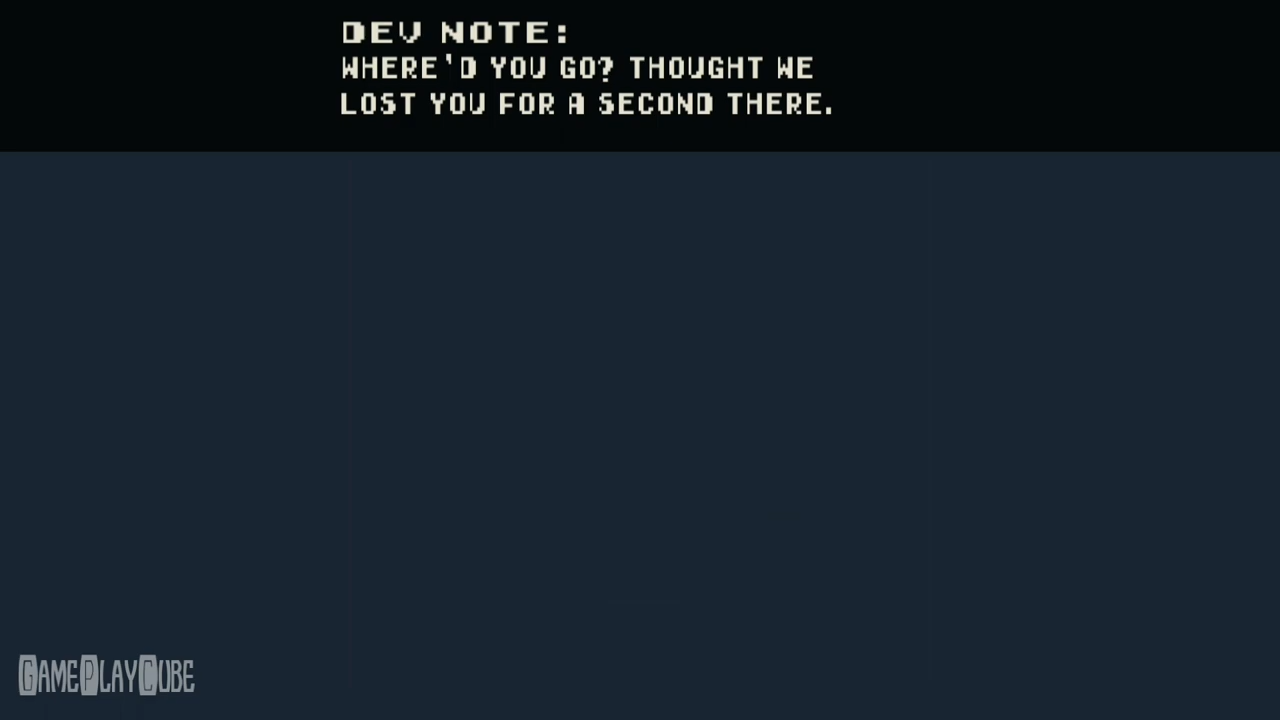 DEV NOTE:
WHERE'D YOU GO? THOUGHT WE
LOST YOU FOR A SECOND THERE.
GAMEPLAYCUBE